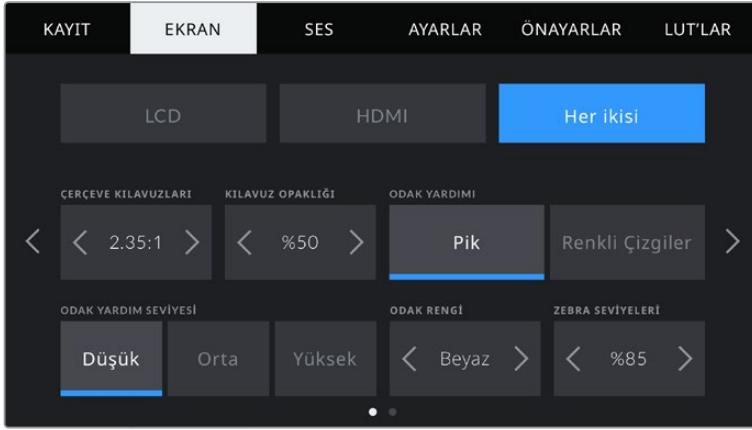 KAYIT EKRAN SES AYARLAR ÖNAYARLAR LUT'LAR
LCD HDMI Her ikisi
ÇERÇEVE KILAVUZLARI KILAVUZ OPAKLIĞI ODAK YARDIMI
2.35:1 %50 Pik Renkli Çizgiler
ODAK YARDIM SEVİYESİ ODAK RENGİ ZEBRA SEVİYELERİ
Düşük Orta Yüksek Beyaz %85